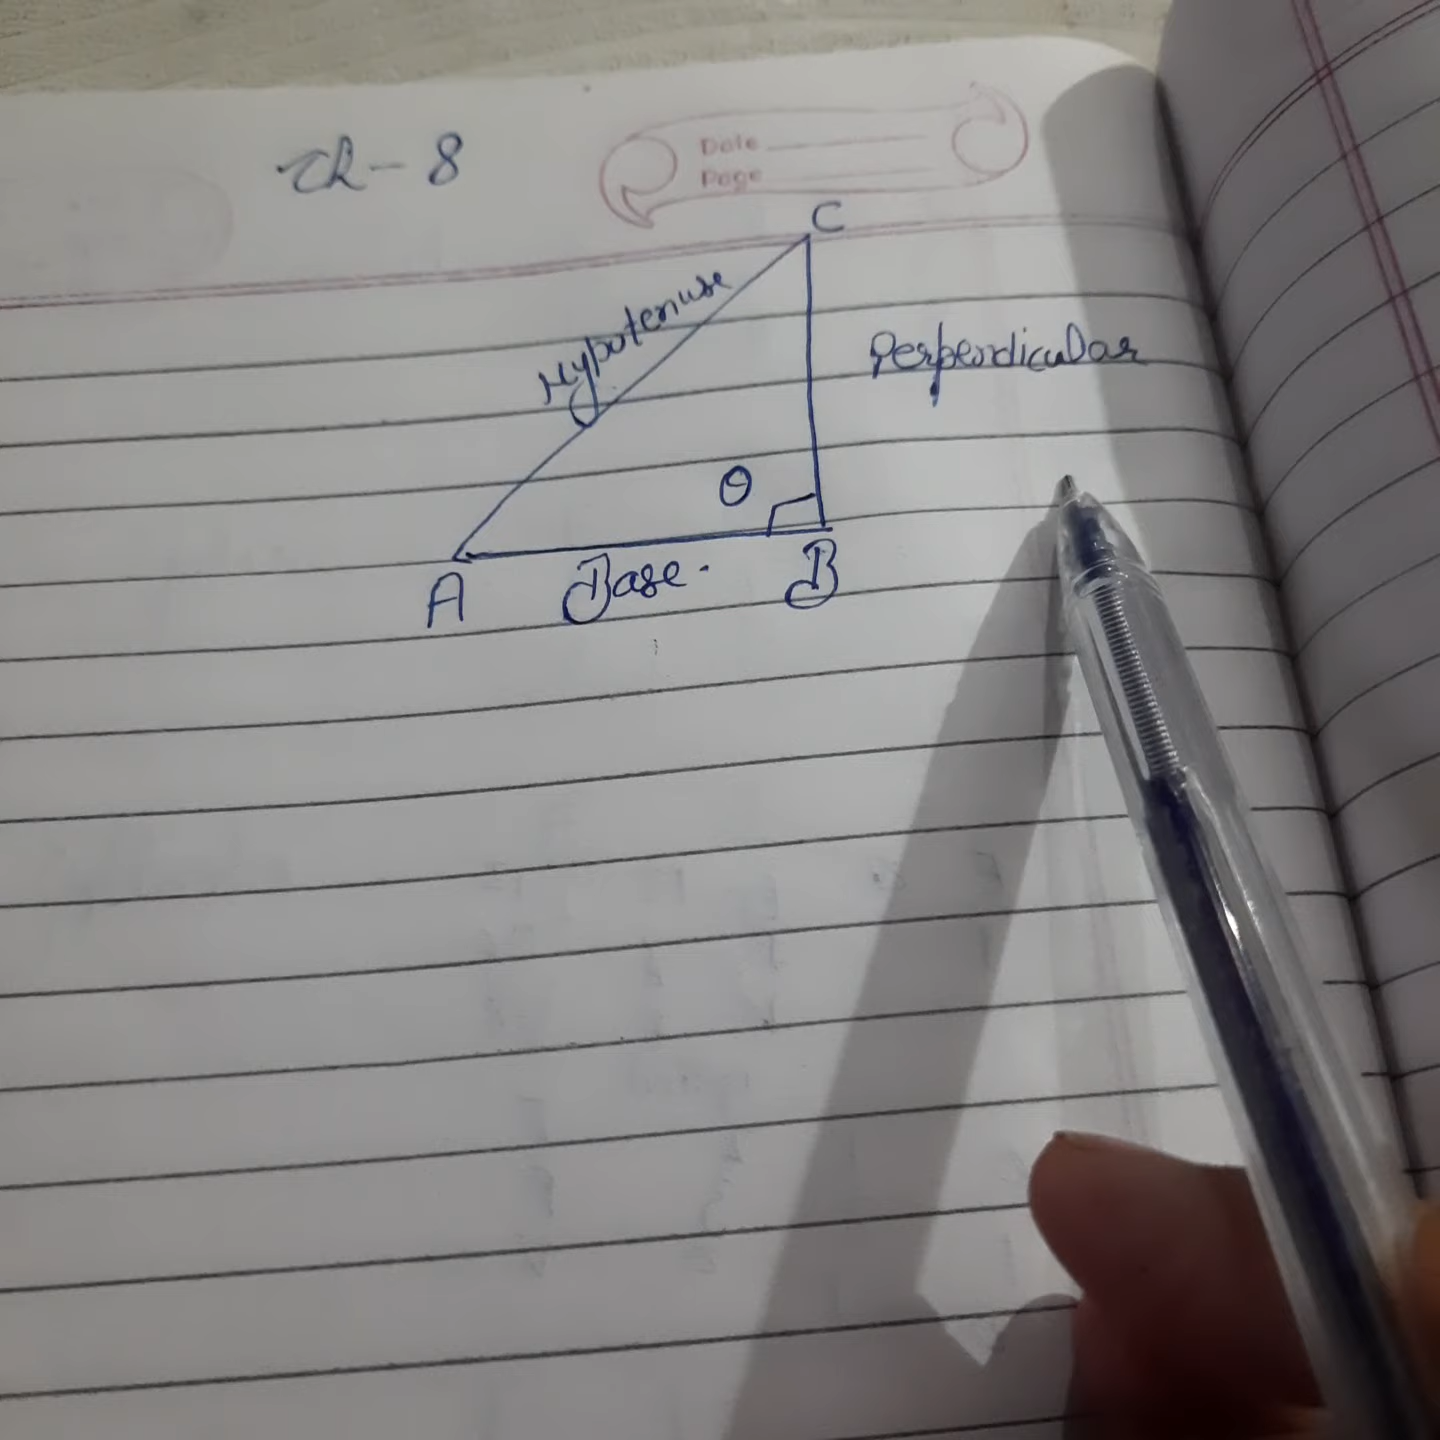 Ch - 8
Date
Page
C
Hypotenuse
Perpendicular
θ
A Base. B